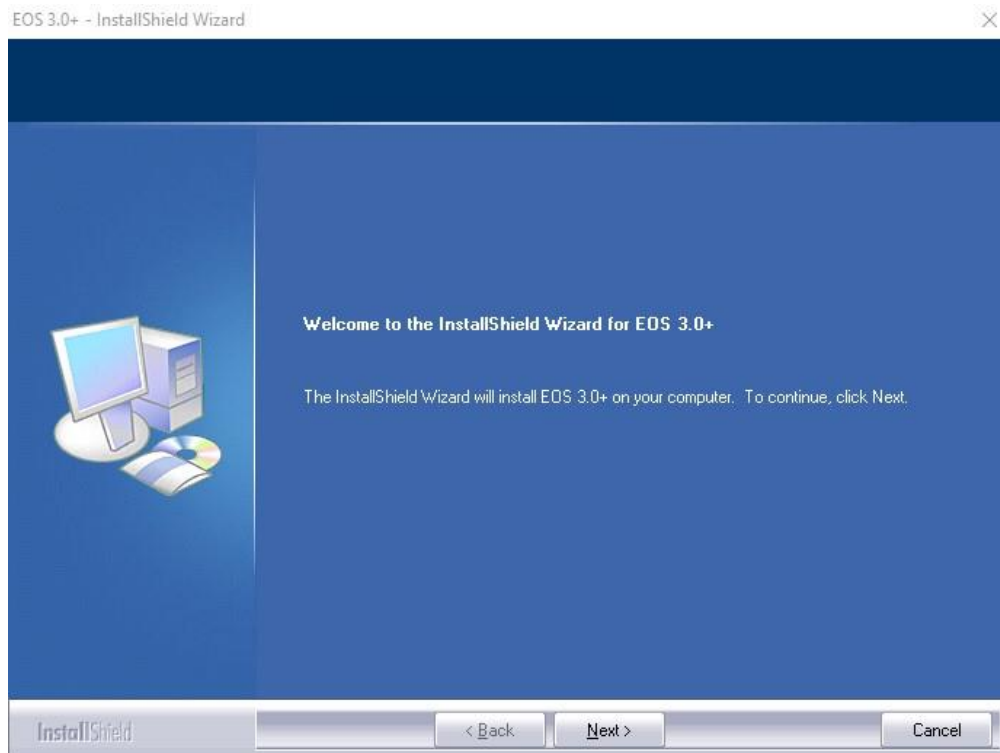 EOS 3.0+ - InstallShield Wizard
Welcome to the InstallShield Wizard for EOS 3.0+
The InstallShield Wizard will install EOS 3.0+ on your computer. To continue, click Next.
InstallShield
< Back
Next >
Cancel